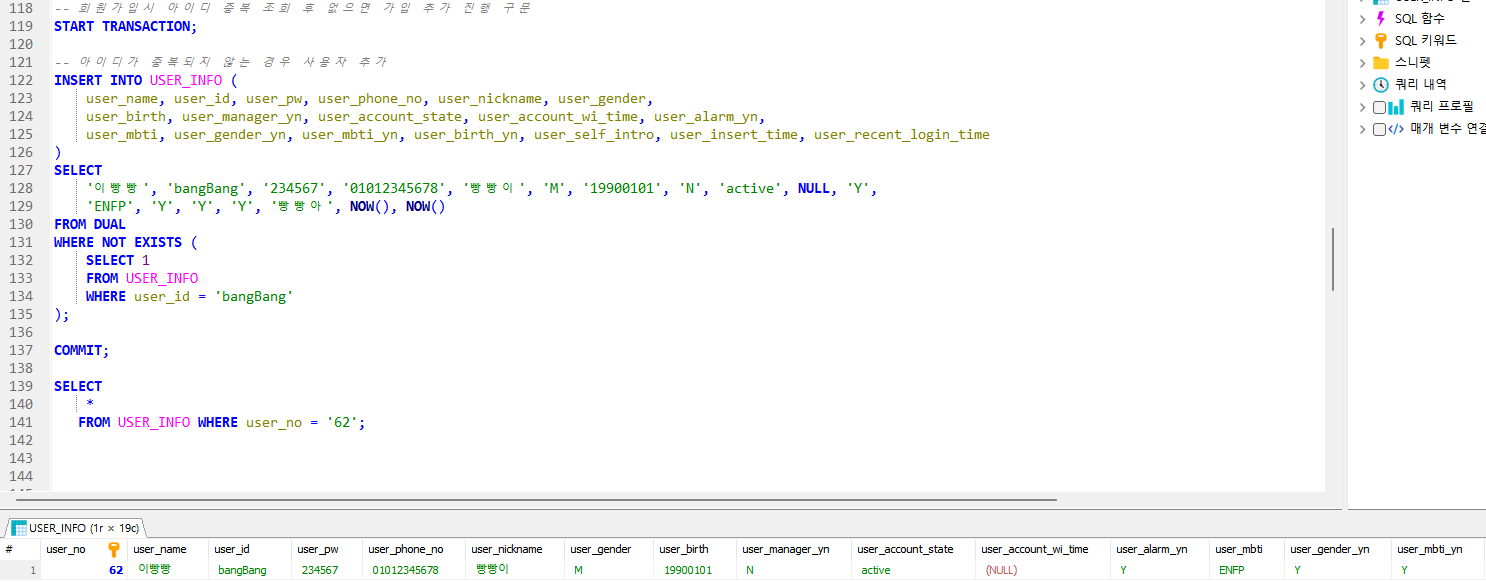 118 -- 회원가입시 아이디 중복 조회 후 없으면 가입 추가 진행 구문
119 START TRANSACTION;
120
121 -- 아이디가 중복되지 않는 경우 사용자 추가
122 INSERT INTO USER_INFO (
123 user_name, user_id, user_pw, user_phone_no, user_nickname, user_gender,
124 user_birth, user_manager_yn, user_account_state, user_account_wi_time, user_alarm_yn,
125 user_mbti, user_gender_yn, user_mbti_yn, user_birth_yn, user_self_intro, user_insert_time, user_recent_login_time
126 )
127 SELECT
128 '이빵빵', 'bangBang', '234567', '01012345678', '빵빵이', 'M', '19900101', 'N', 'active', NULL, 'Y',
129 'ENFP', 'Y', 'Y', 'Y', '빵빵아', NOW(), NOW()
130 FROM DUAL
131 WHERE NOT EXISTS (
132 SELECT 1
133 FROM USER_INFO
134 WHERE user_id = 'bangBang'
135 );
136
137 COMMIT;
138
139 SELECT
140 *
141 FROM USER_INFO WHERE user_no = '62';
142
143
144
SQL 함수
SQL 키워드
스니펫
쿼리 내역
쿼리 프로필
매개 변수 연결
USER_INFO (1r × 19c)
# user_no user_name user_id user_pw user_phone_no user_nickname user_gender user_birth user_manager_yn user_account_state user_account_wi_time user_alarm_yn user_mbti user_gender_yn user_mbti_yn
1 62 이빵빵 bangBang 234567 01012345678 빵빵이 M 19900101 N active (NULL) Y ENFP Y Y